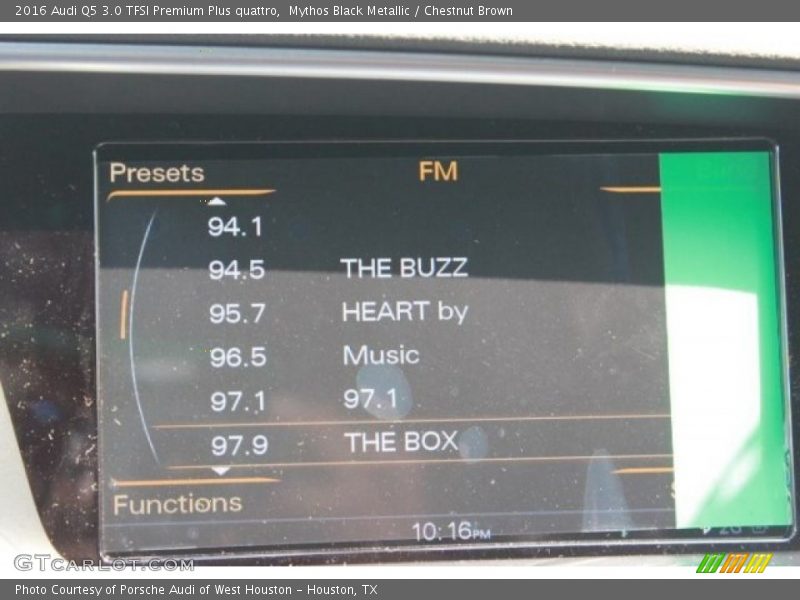 2016 Audi Q5 3.0 TFSI Premium Plus quattro,  Mythos Black Metallic / Chestnut Brown
Presets FM
94.1
94.5 THE BUZZ
95.7 HEART by
96.5 Music
97.1 97.1
97.9 THE BOX
Functions
10:16PM
GTCARLOT.COM
Photo Courtesy of Porsche Audi of West Houston - Houston, TX